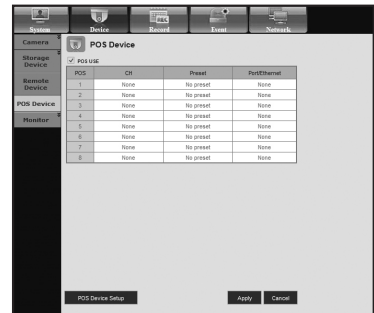 System Device Record Event Network
Camera
Storage Device
Remote Device
POS Device
Monitor
POS Device
POS USE
POS CH Preset Port/Ethernet
1 None No preset None
2 None No preset None
3 None No preset None
4 None No preset None
5 None No preset None
6 None No preset None
7 None No preset None
8 None No preset None
POS Device Setup Apply Cancel